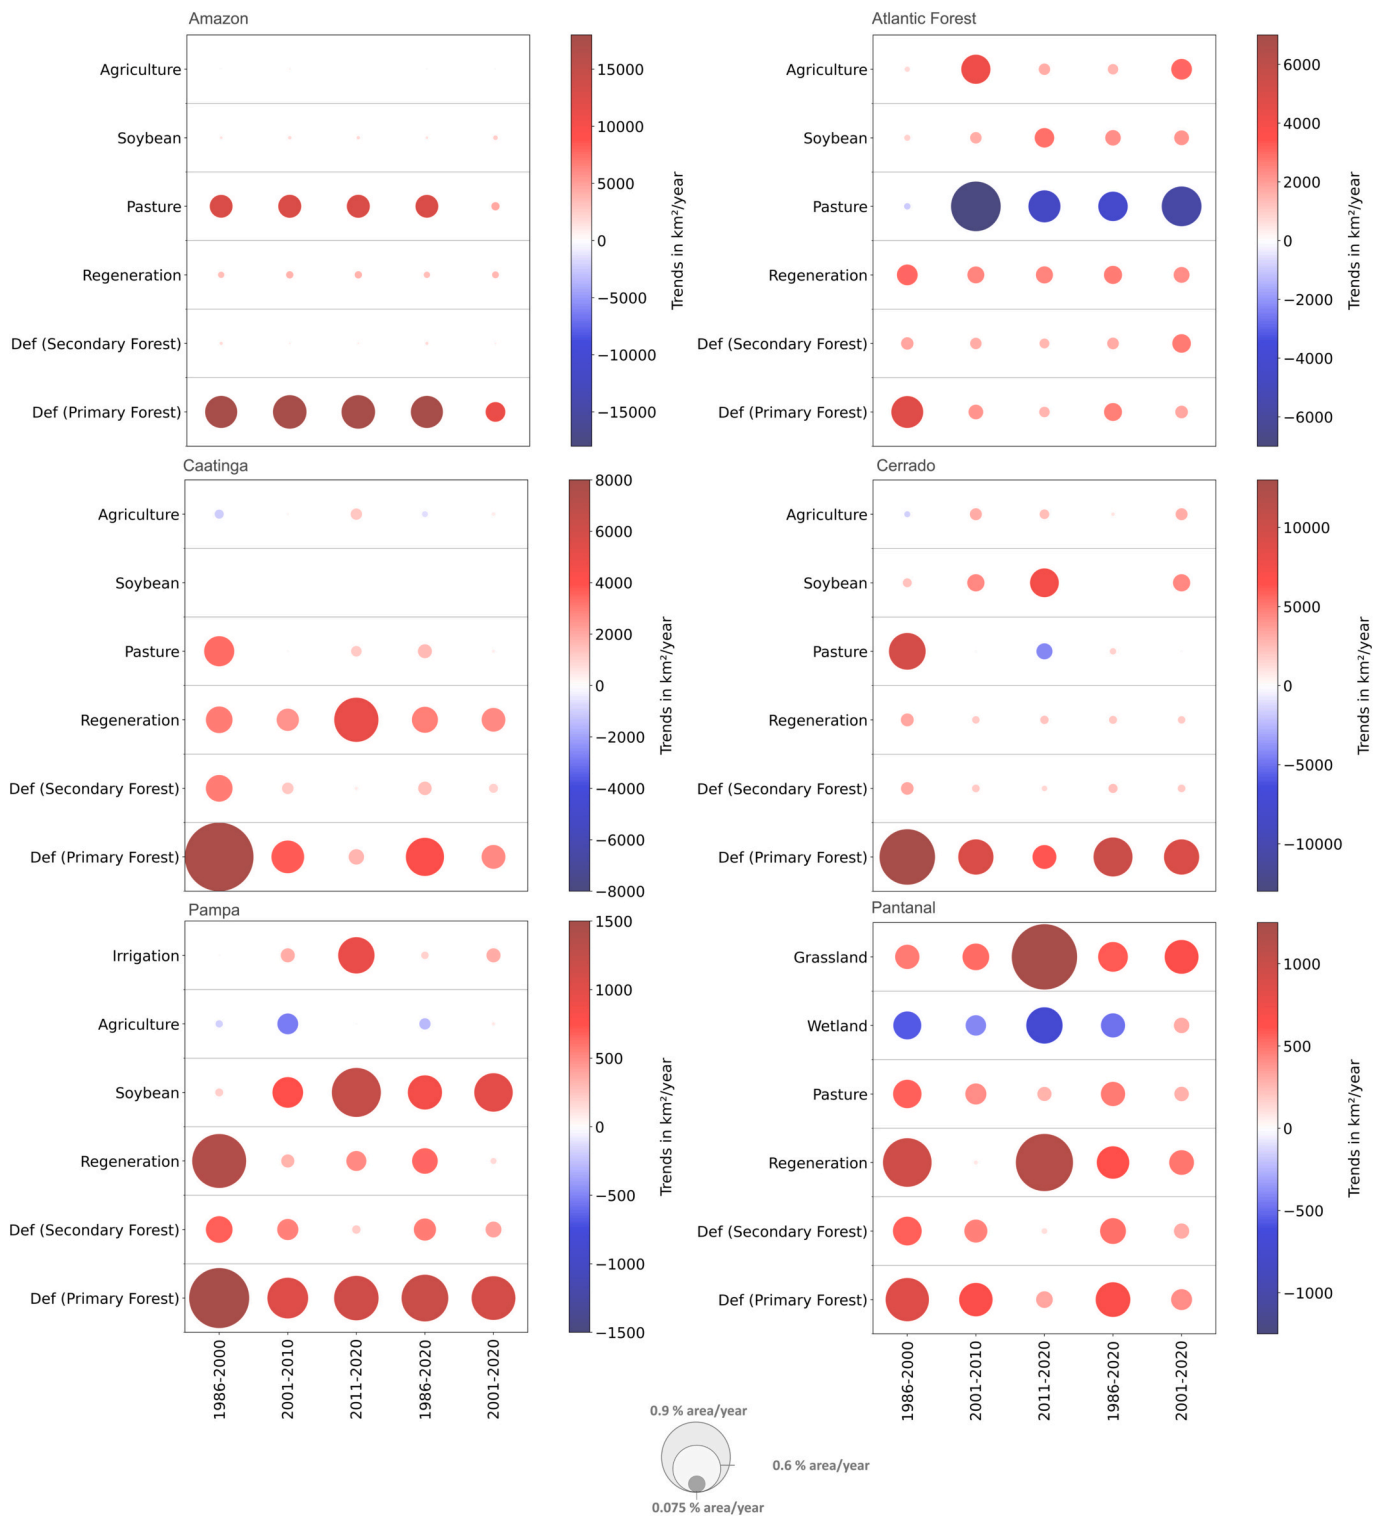 Amazon
Agriculture
Soybean
Pasture
Regeneration
Def (Secondary Forest)
Def (Primary Forest)
15000
10000
5000
0
−5000
−10000
−15000
Trends in km²/year
Atlantic Forest
Agriculture
Soybean
Pasture
Regeneration
Def (Secondary Forest)
Def (Primary Forest)
6000
4000
2000
0
−2000
−4000
−6000
Trends in km²/year
Caatinga
Agriculture
Soybean
Pasture
Regeneration
Def (Secondary Forest)
Def (Primary Forest)
8000
6000
4000
2000
0
−2000
−4000
−6000
−8000
Trends in km²/year
Cerrado
Agriculture
Soybean
Pasture
Regeneration
Def (Secondary Forest)
Def (Primary Forest)
10000
5000
0
−5000
−10000
Trends in km²/year
Pampa
Irrigation
Agriculture
Soybean
Regeneration
Def (Secondary Forest)
Def (Primary Forest)
1986-2000
2001-2010
2011-2020
1986-2020
2001-2020
1500
1000
500
0
−500
−1000
−1500
Trends in km²/year
Pantanal
Grassland
Wetland
Pasture
Regeneration
Def (Secondary Forest)
Def (Primary Forest)
1986-2000
2001-2010
2011-2020
1986-2020
2001-2020
1000
500
0
−500
−1000
Trends in km²/year
0.9 % area/year
0.6 % area/year
0.075 % area/year